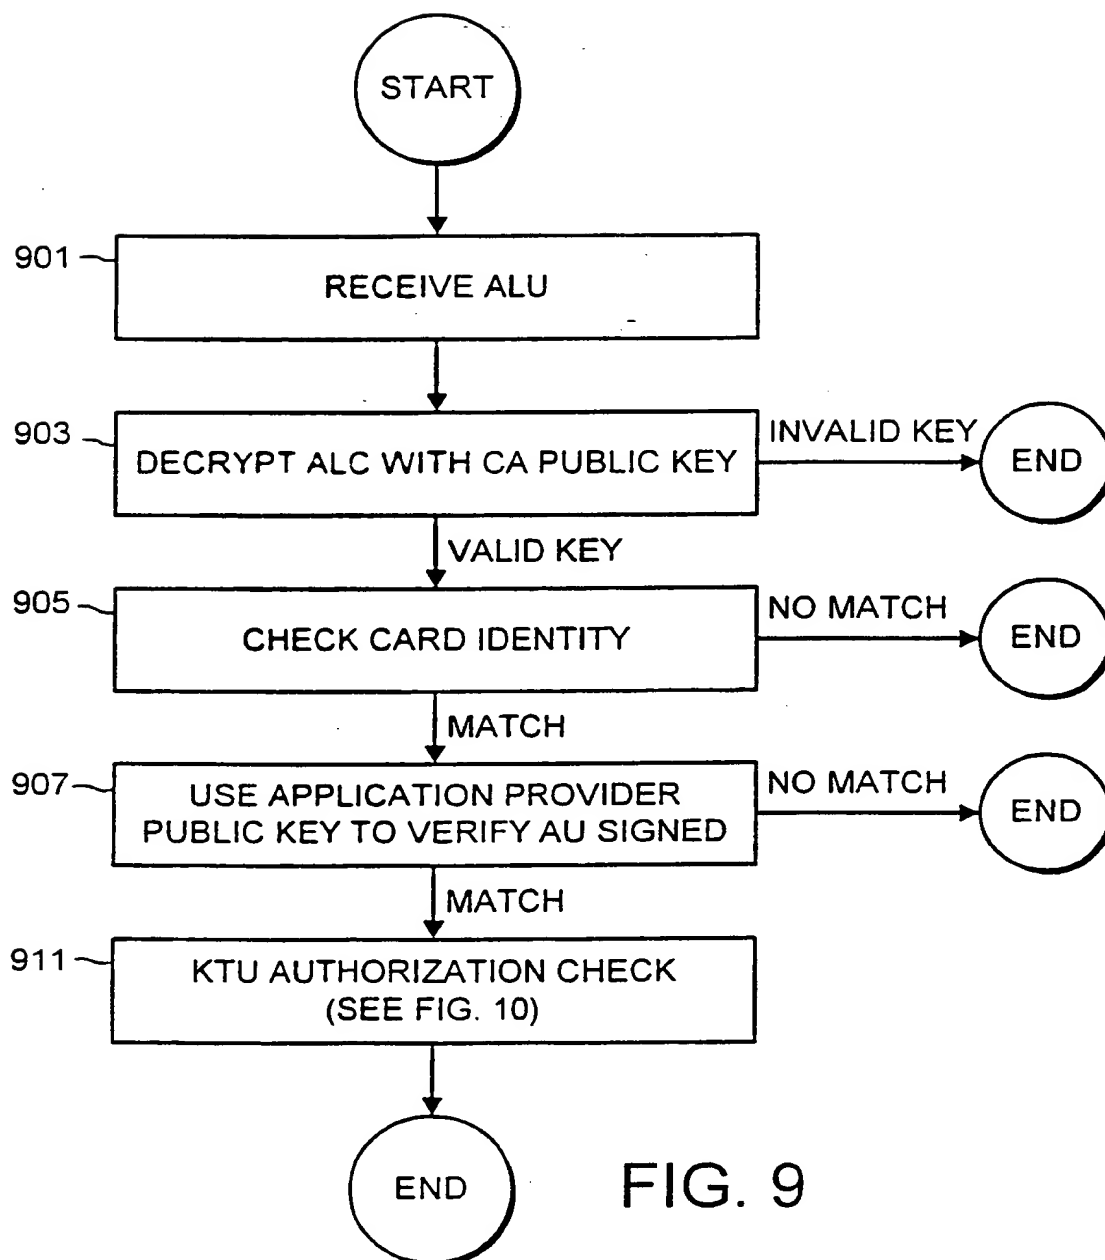 START
901
RECEIVE ALU
903
DECRYPT ALC WITH CA PUBLIC KEY
INVALID KEY
END
VALID KEY
905
CHECK CARD IDENTITY
NO MATCH
END
MATCH
907
USE APPLICATION PROVIDER
PUBLIC KEY TO VERIFY AU SIGNED
NO MATCH
END
MATCH
911
KTU AUTHORIZATION CHECK
(SEE FIG. 10)
END
FIG. 9